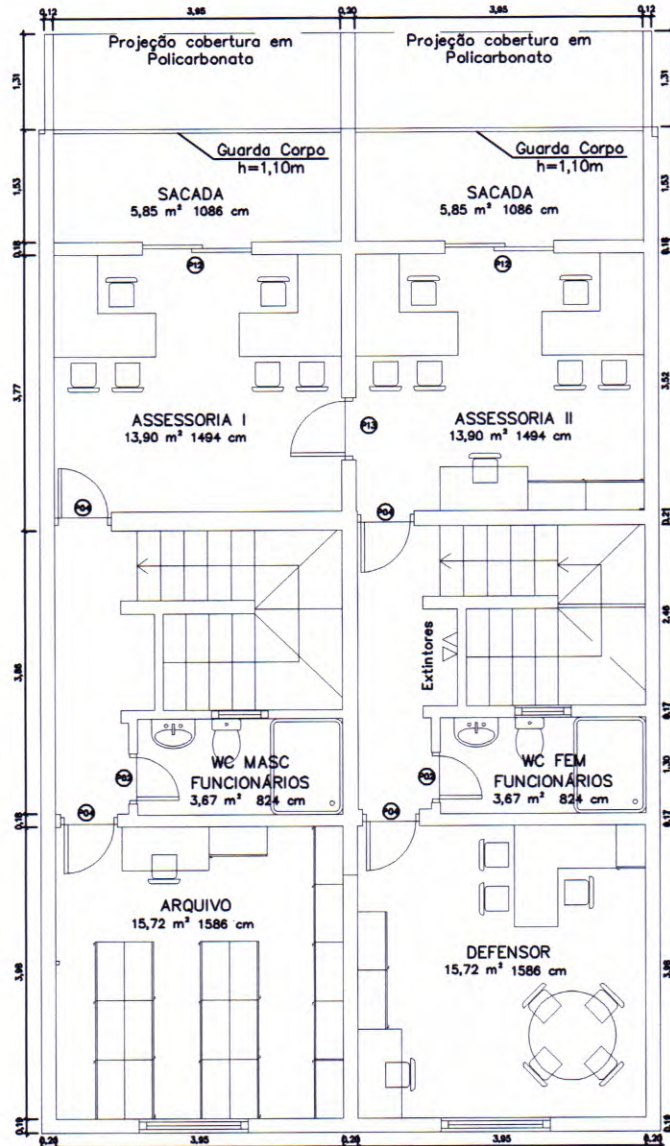 0,12 3,95 0,20 3,95 0,12
Projeção cobertura em
Policarbonato
Projeção cobertura em
Policarbonato
1,31
1,31
Guarda Corpo
h=1,10m
Guarda Corpo
h=1,10m
1,53
1,53
SACADA
5,85 m² 1086 cm
SACADA
5,85 m² 1086 cm
0,18
0,18
P12
P12
3,77
3,52
ASSESSORIA I
13,90 m² 1494 cm
P13
ASSESSORIA II
13,90 m² 1494 cm
P04
P04
0,21
2,46
Extintores
3,86
0,17
WC MASC
FUNCIONÁRIOS
3,67 m² 824 cm
WC FEM
FUNCIONÁRIOS
3,67 m² 824 cm
1,30
P04
P04
0,17
ARQUIVO
15,72 m² 1586 cm
DEFENSOR
15,72 m² 1586 cm
3,98
3,98
0,20 3,95 0,20 3,95